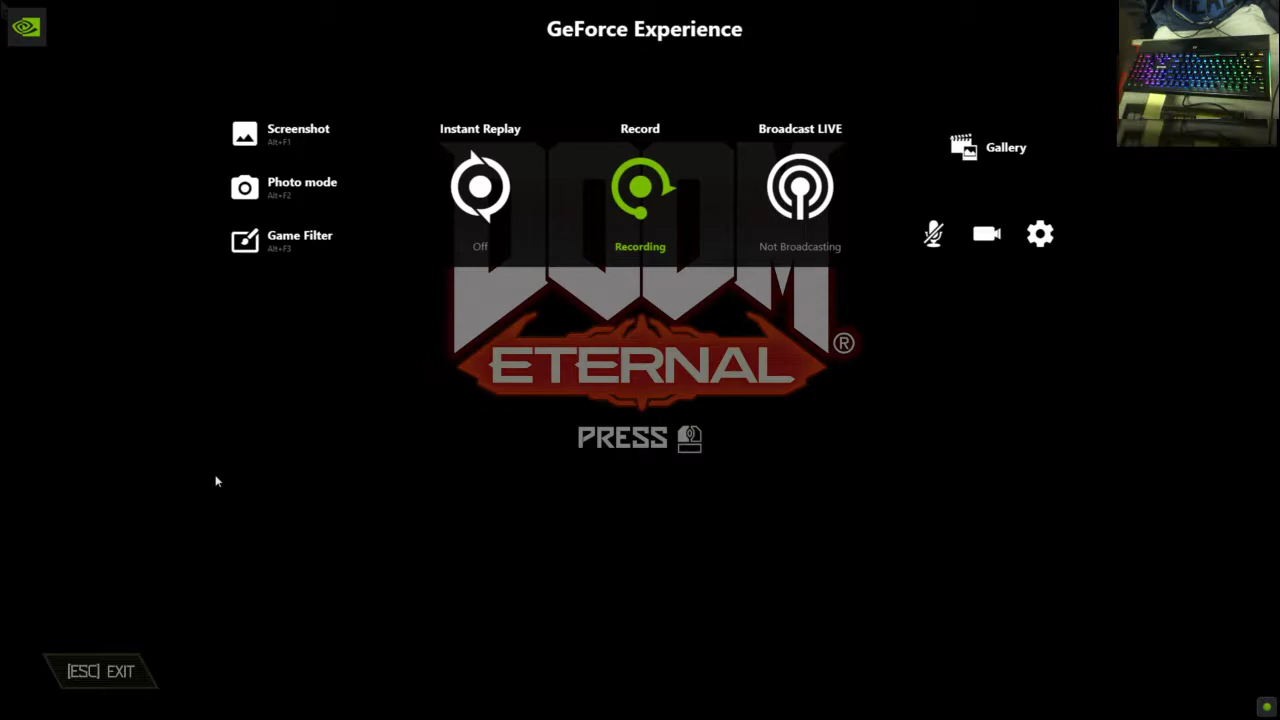 GeForce Experience
Screenshot
Alt+F1
Photo mode
Alt+F2
Game Filter
Alt+F3
Instant Replay
Off
Record
Recording
Broadcast LIVE
Not Broadcasting
Gallery
DOOM
ETERNAL
®
PRESS
[ESC] EXIT